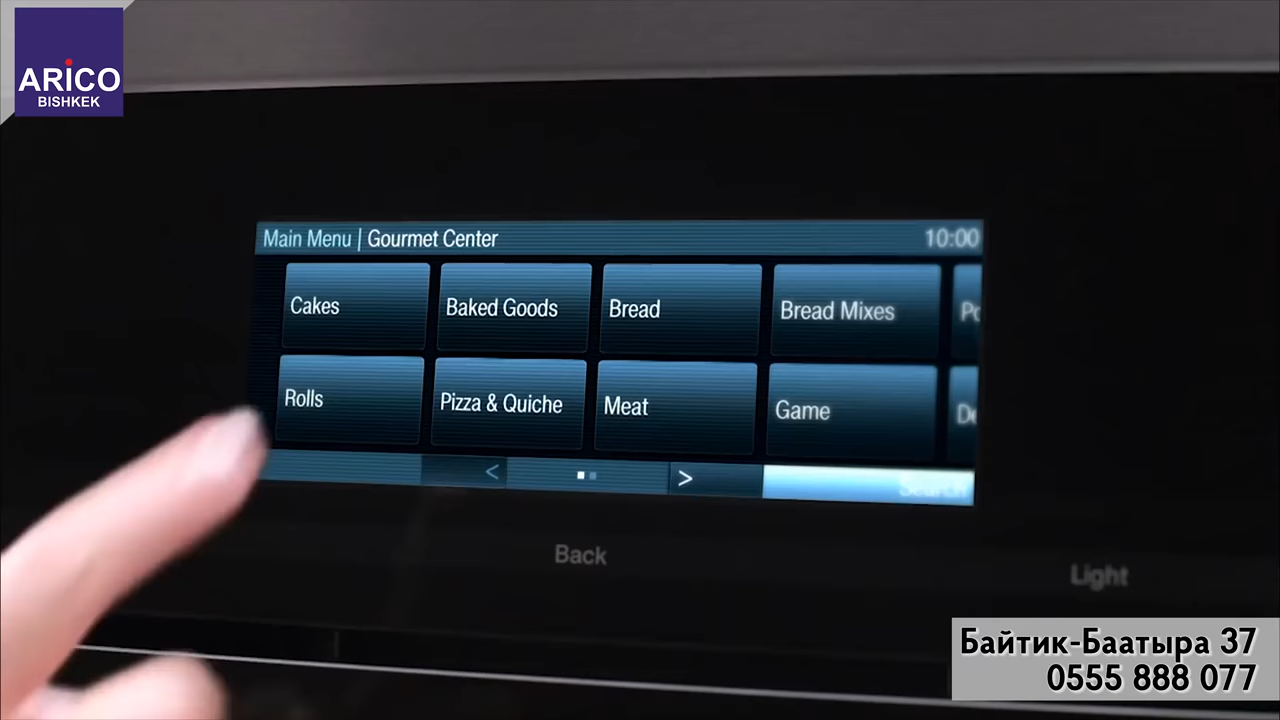 ARICO
BISHKEK
Main Menu | Gourmet Center 10:00
Cakes Baked Goods Bread Bread Mixes
Rolls Pizza & Quiche Meat Game
< >
Search
Back
Light
Байтик-Баатыра 37
0555 888 077